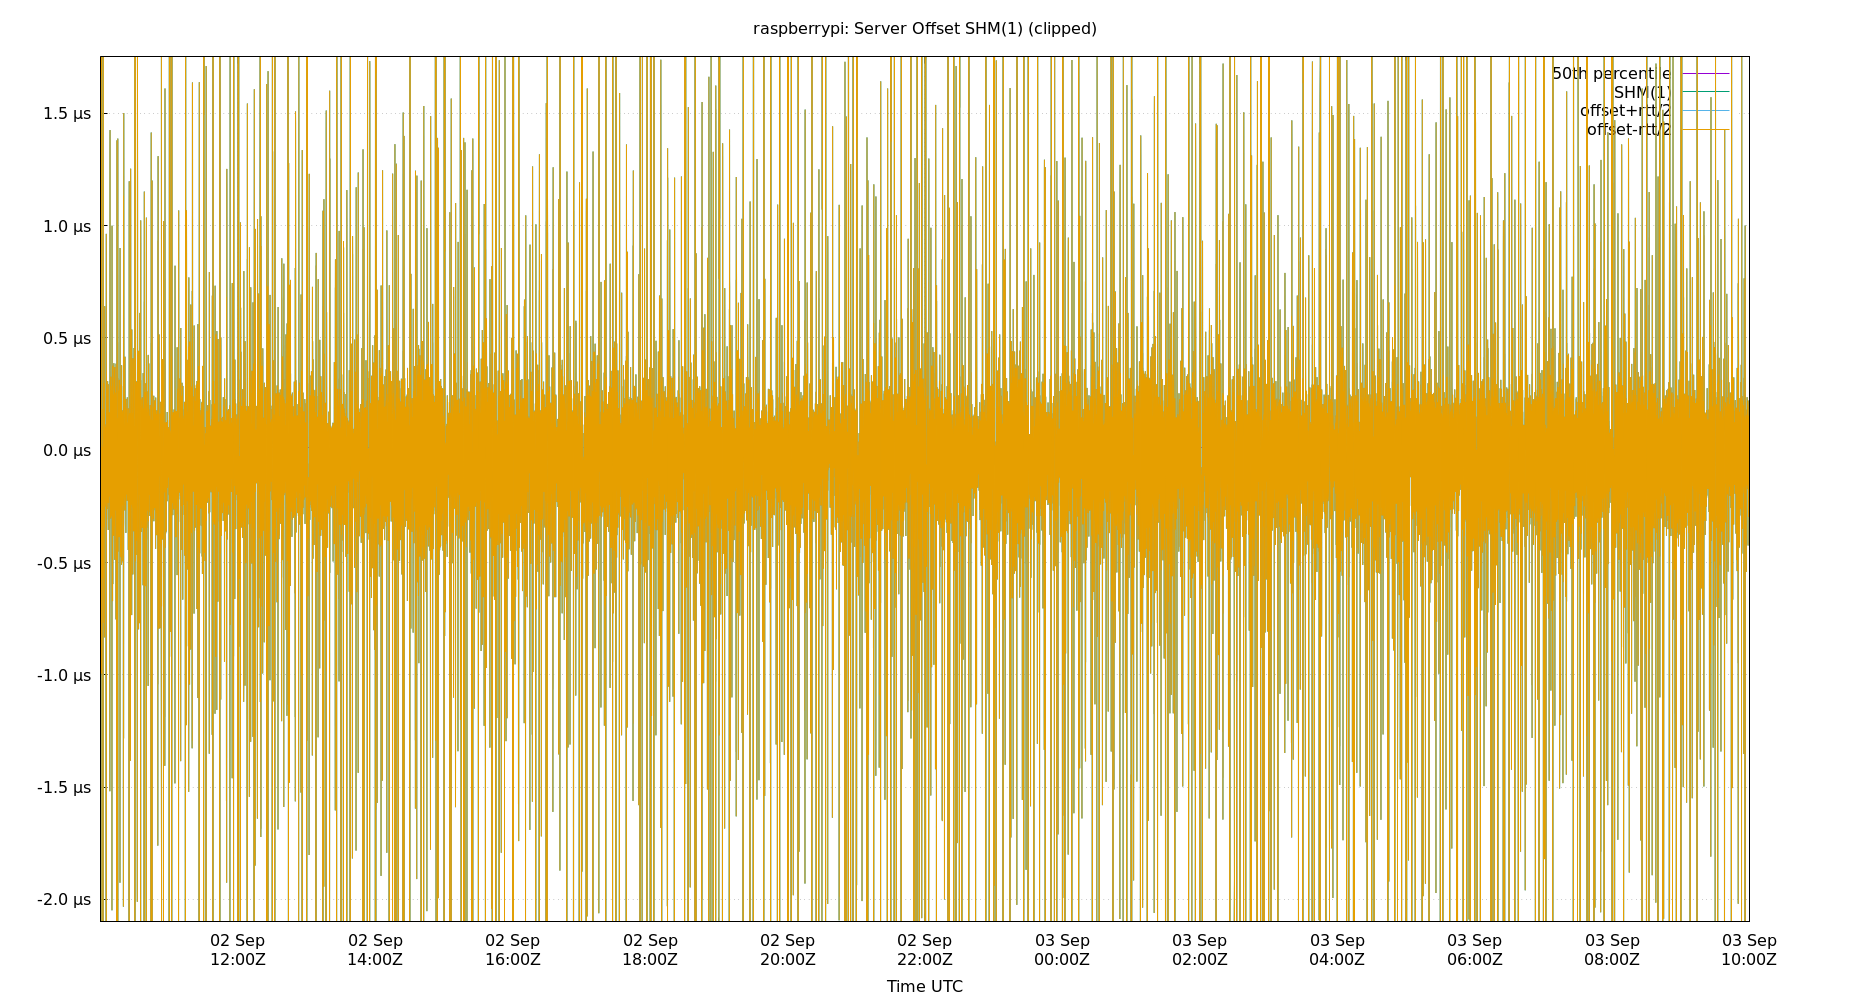 raspberrypi: Server Offset SHM(1) (clipped)
50th percentile
SHM(1)
offset+rtt/2
offset-rtt/2
1.5 µs
1.0 µs
0.5 µs
0.0 µs
-0.5 µs
-1.0 µs
-1.5 µs
-2.0 µs
02 Sep 02 Sep 02 Sep 02 Sep 02 Sep 02 Sep 03 Sep 03 Sep 03 Sep 03 Sep 03 Sep 03 Sep
12:00Z 14:00Z 16:00Z 18:00Z 20:00Z 22:00Z 00:00Z 02:00Z 04:00Z 06:00Z 08:00Z 10:00Z
Time UTC